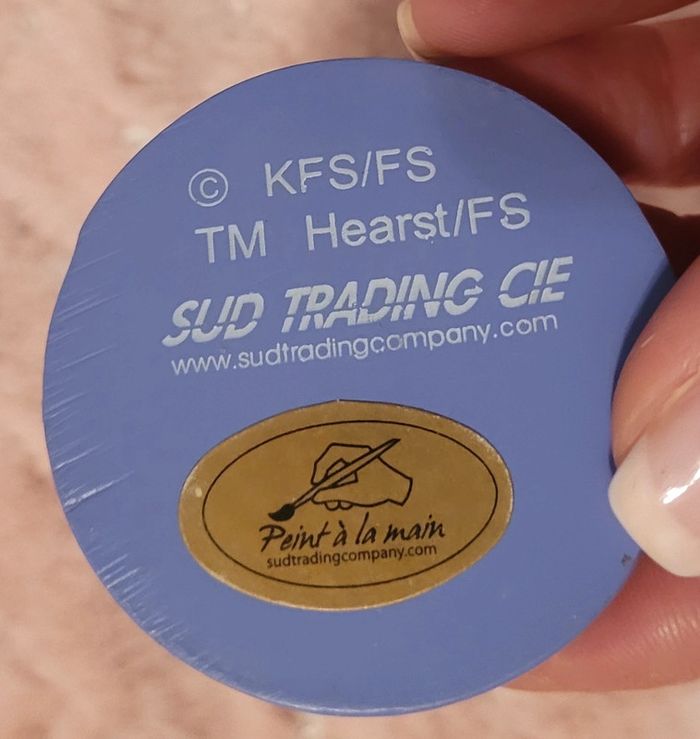 © KFS/FS
TM Hearst/FS
SUD TRADING CIE
www.sudtradingcompany.com
Peint à la main
sudtradingcompany.com